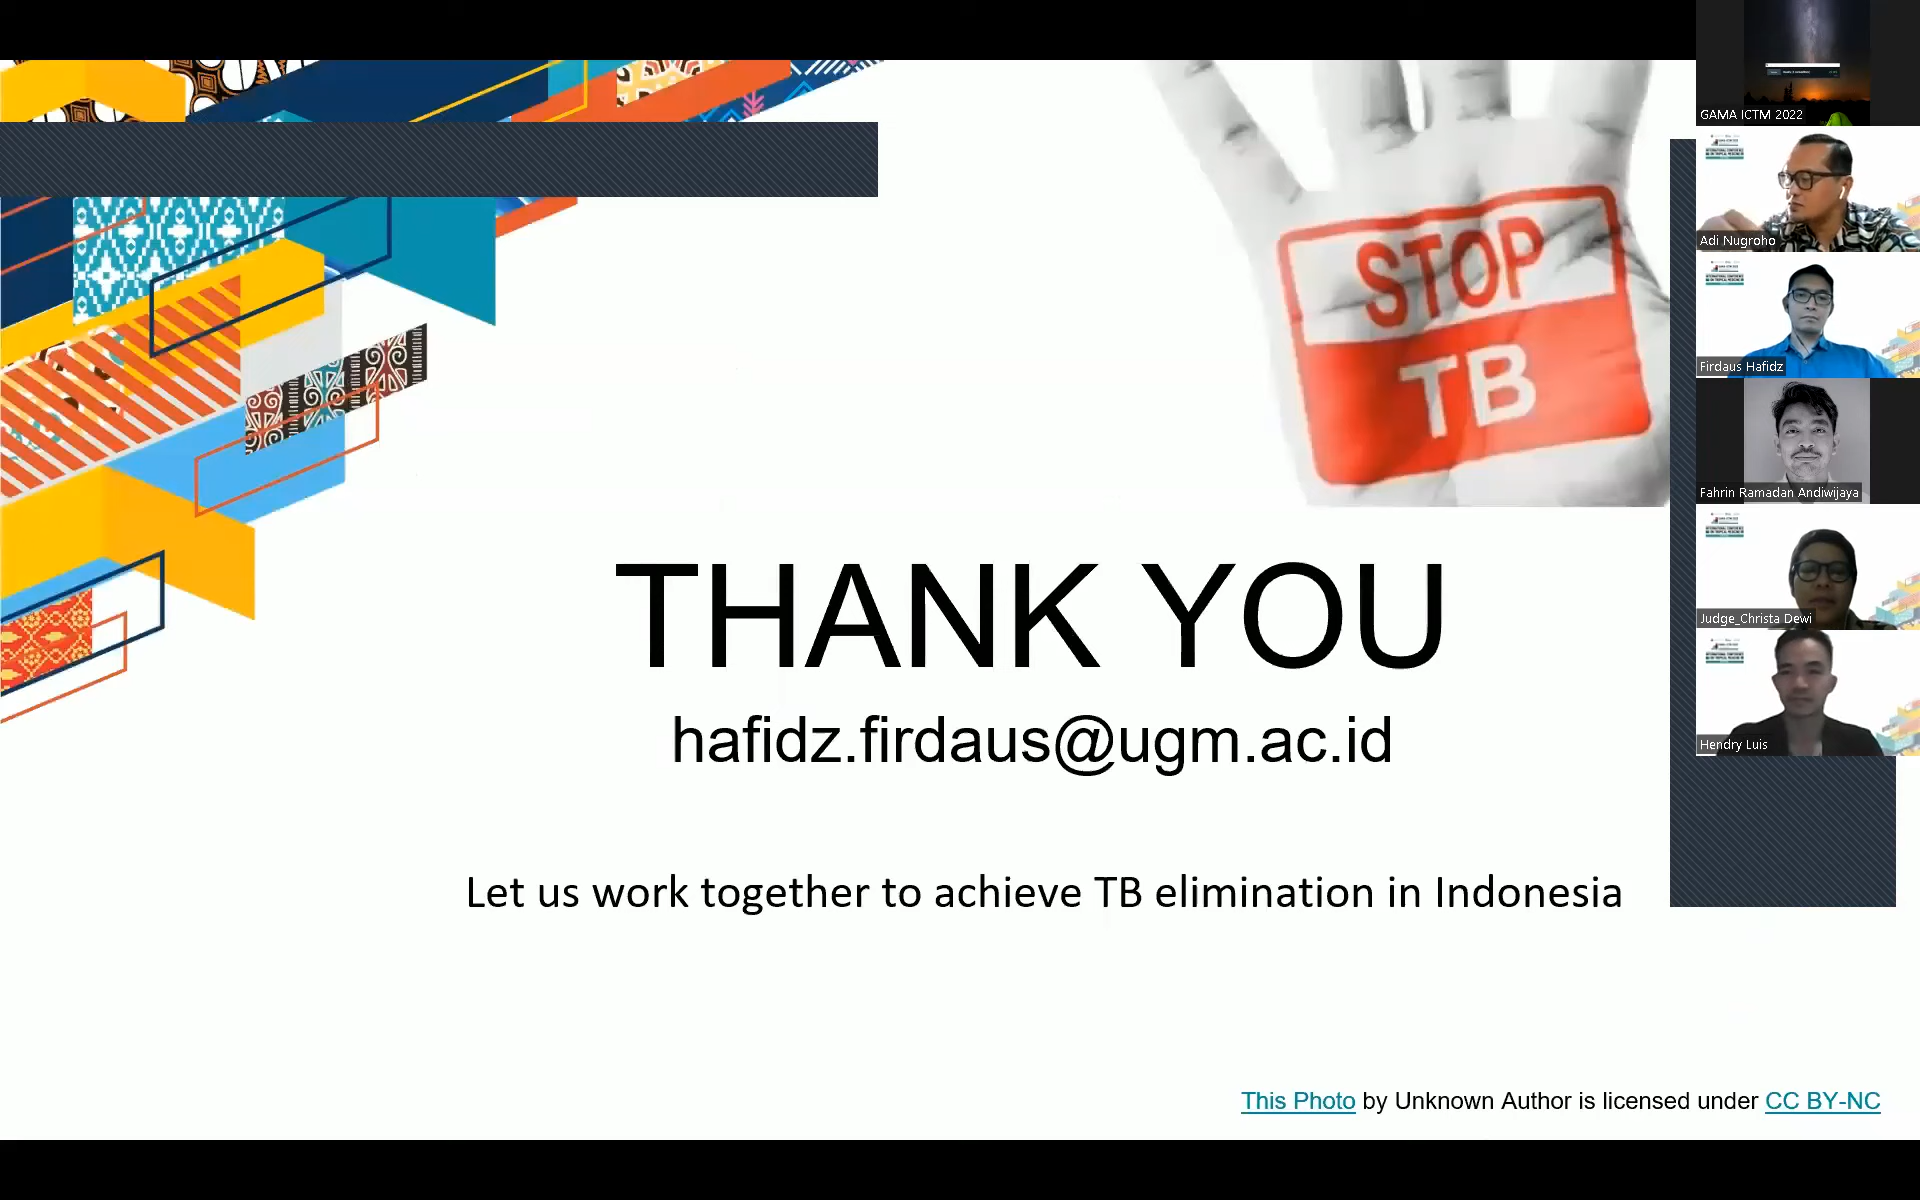 STOP
TB
THANK YOU
hafidz.firdaus@ugm.ac.id
Let us work together to achieve TB elimination in Indonesia
This Photo by Unknown Author is licensed under CC BY-NC
GAMA ICTM 2022
Adi Nugroho
Firdaus Hafidz
Fahrin Ramadan Andiwijaya
Judge_Christa Dewi
Hendry Luis